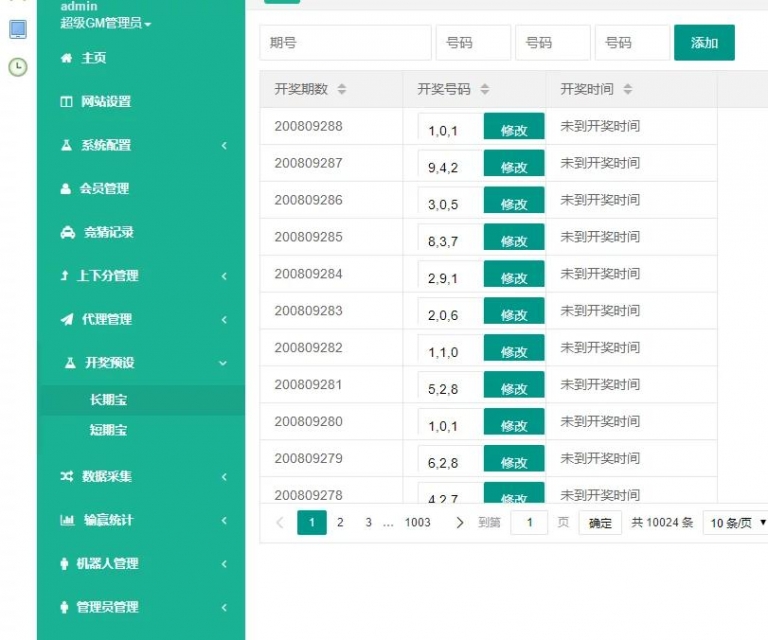 admin
超级GM管理员
主页
网站设置
系统配置
会员管理
竞猜记录
上下分管理
代理管理
开奖预设
长期宝
短期宝
数据采集
输赢统计
机器人管理
管理员管理
期号 号码 号码 号码 添加
开奖期数 开奖号码 开奖时间
200809288 1,0,1 修改 未到开奖时间
200809287 9,4,2 修改 未到开奖时间
200809286 3,0,5 修改 未到开奖时间
200809285 8,3,7 修改 未到开奖时间
200809284 2,9,1 修改 未到开奖时间
200809283 2,0,6 修改 未到开奖时间
200809282 1,1,0 修改 未到开奖时间
200809281 5,2,8 修改 未到开奖时间
200809280 1,0,1 修改 未到开奖时间
200809279 6,2,8 修改 未到开奖时间
200809278 4,2,7 修改 未到开奖时间
1 2 3 … 1003 到第 1 页 确定 共 10024 条 10 条/页